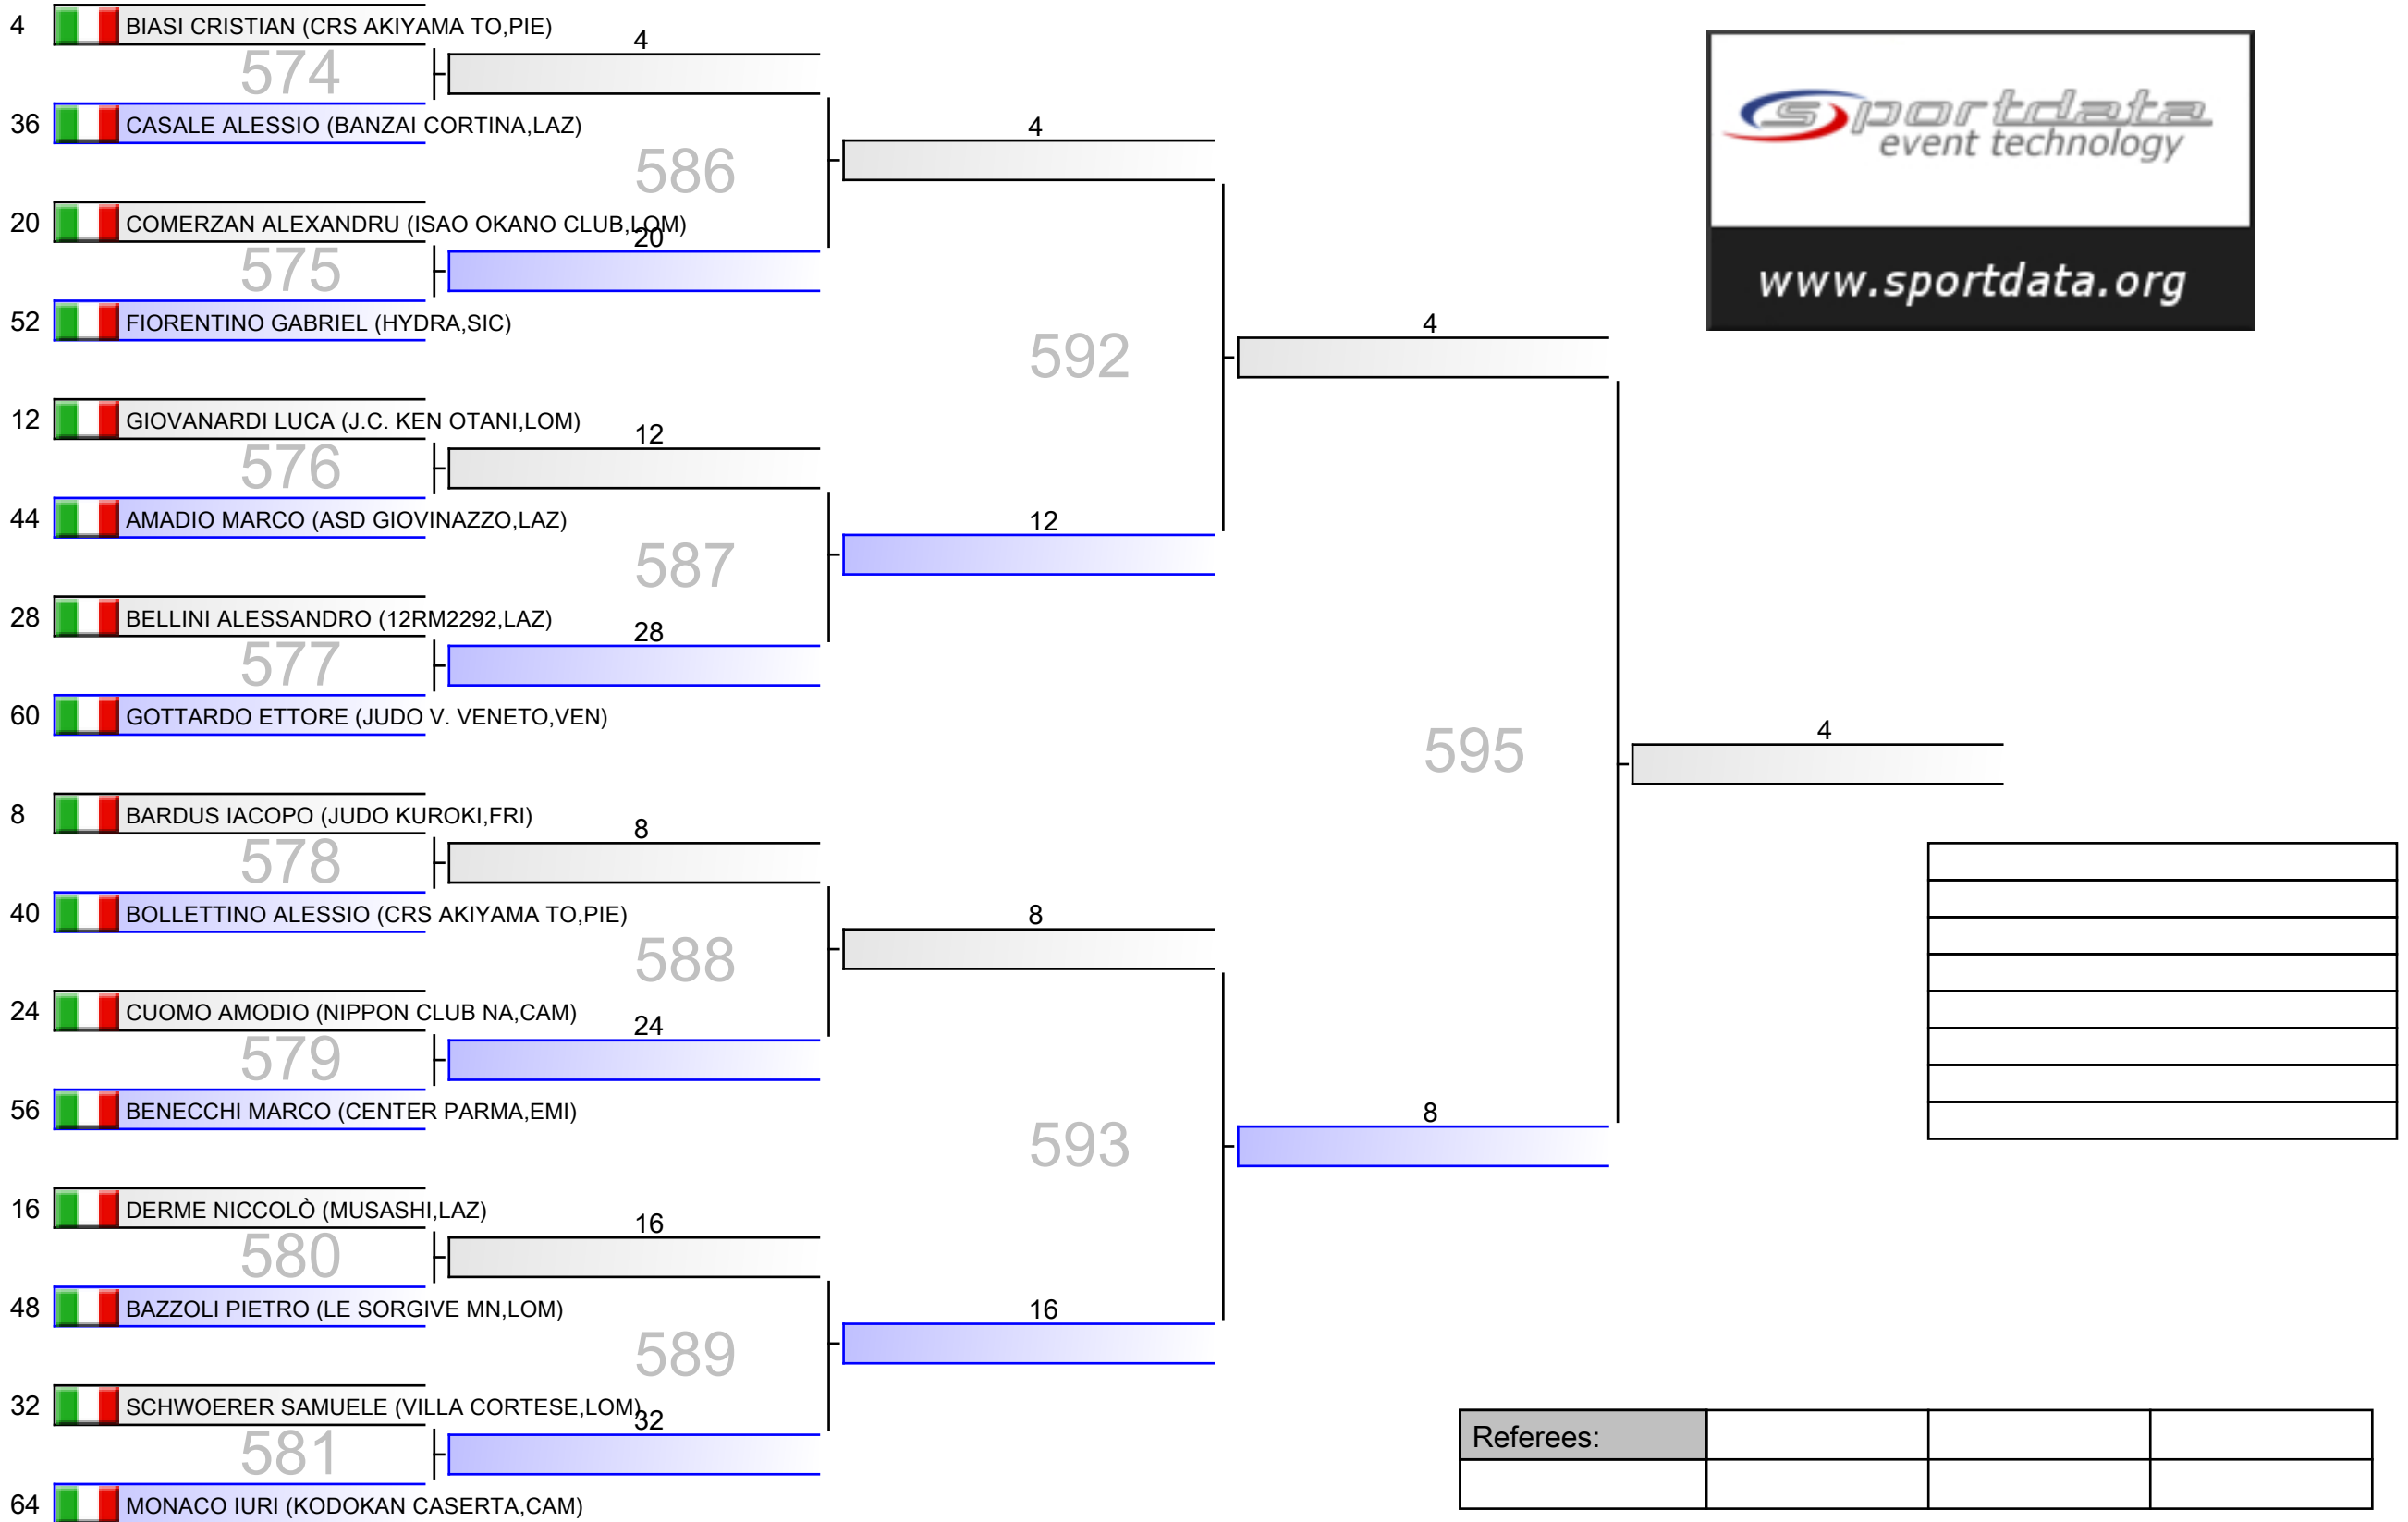 4 BIASI CRISTIAN (CRS AKIYAMA TO,PIE)
4
574
36 CASALE ALESSIO (BANZAI CORTINA,LAZ)
4
586
20 COMERZAN ALEXANDRU (ISAO OKANO CLUB,LOM)
20
575
52 FIORENTINO GABRIEL (HYDRA,SIC)
4
592
12 GIOVANARDI LUCA (J.C. KEN OTANI,LOM)
12
576
44 AMADIO MARCO (ASD GIOVINAZZO,LAZ)
12
587
28 BELLINI ALESSANDRO (12RM2292,LAZ)
28
577
60 GOTTARDO ETTORE (JUDO V. VENETO,VEN)
4
595
8 BARDUS IACOPO (JUDO KUROKI,FRI)
8
578
40 BOLLETTINO ALESSIO (CRS AKIYAMA TO,PIE)
8
588
24 CUOMO AMODIO (NIPPON CLUB NA,CAM)
24
579
56 BENECCHI MARCO (CENTER PARMA,EMI)
8
593
16 DERME NICCOLÒ (MUSASHI,LAZ)
16
580
48 BAZZOLI PIETRO (LE SORGIVE MN,LOM)
16
589
32 SCHWOERER SAMUELE (VILLA CORTESE,LOM)
32
581
64 MONACO IURI (KODOKAN CASERTA,CAM)
sportdata
event technology
www.sportdata.org
Referees: